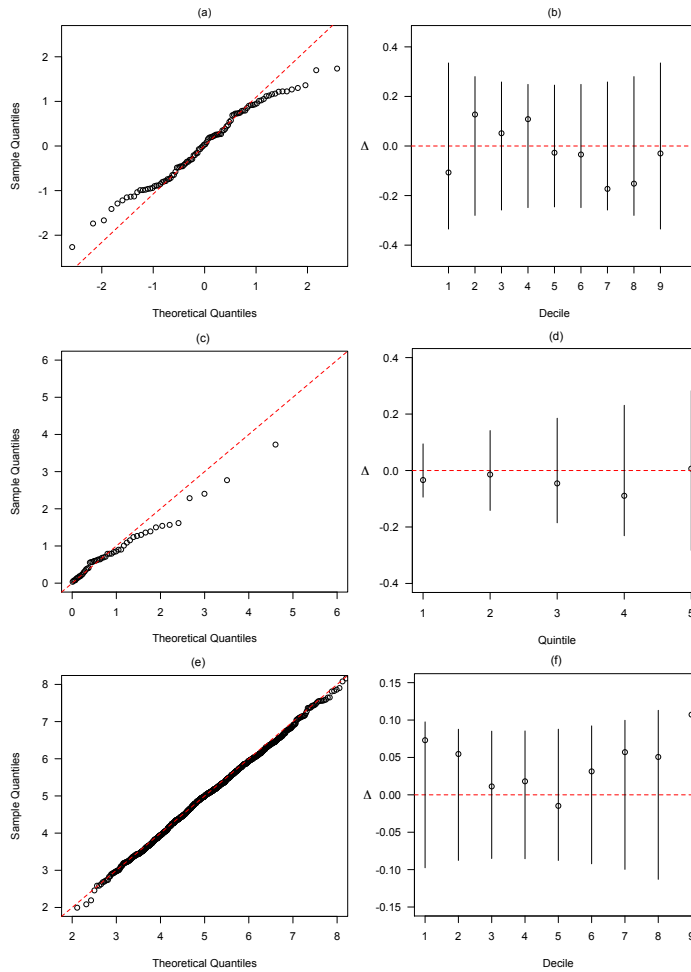 (a)
Sample Quantiles
2
1
0
-1
-2
-2 -1 0 1 2
Theoretical Quantiles
(b)
Δ
0.4
0.2
0.0
-0.2
-0.4
1 2 3 4 5 6 7 8 9
Decile
(c)
Sample Quantiles
6
5
4
3
2
1
0
0 1 2 3 4 5 6
Theoretical Quantiles
(d)
Δ
0.4
0.2
0.0
-0.2
-0.4
1 2 3 4 5
Quintile
(e)
Sample Quantiles
8
7
6
5
4
3
2
2 3 4 5 6 7 8
Theoretical Quantiles
(f)
Δ
0.15
0.10
0.05
0.00
-0.05
-0.10
-0.15
1 2 3 4 5 6 7 8 9
Decile